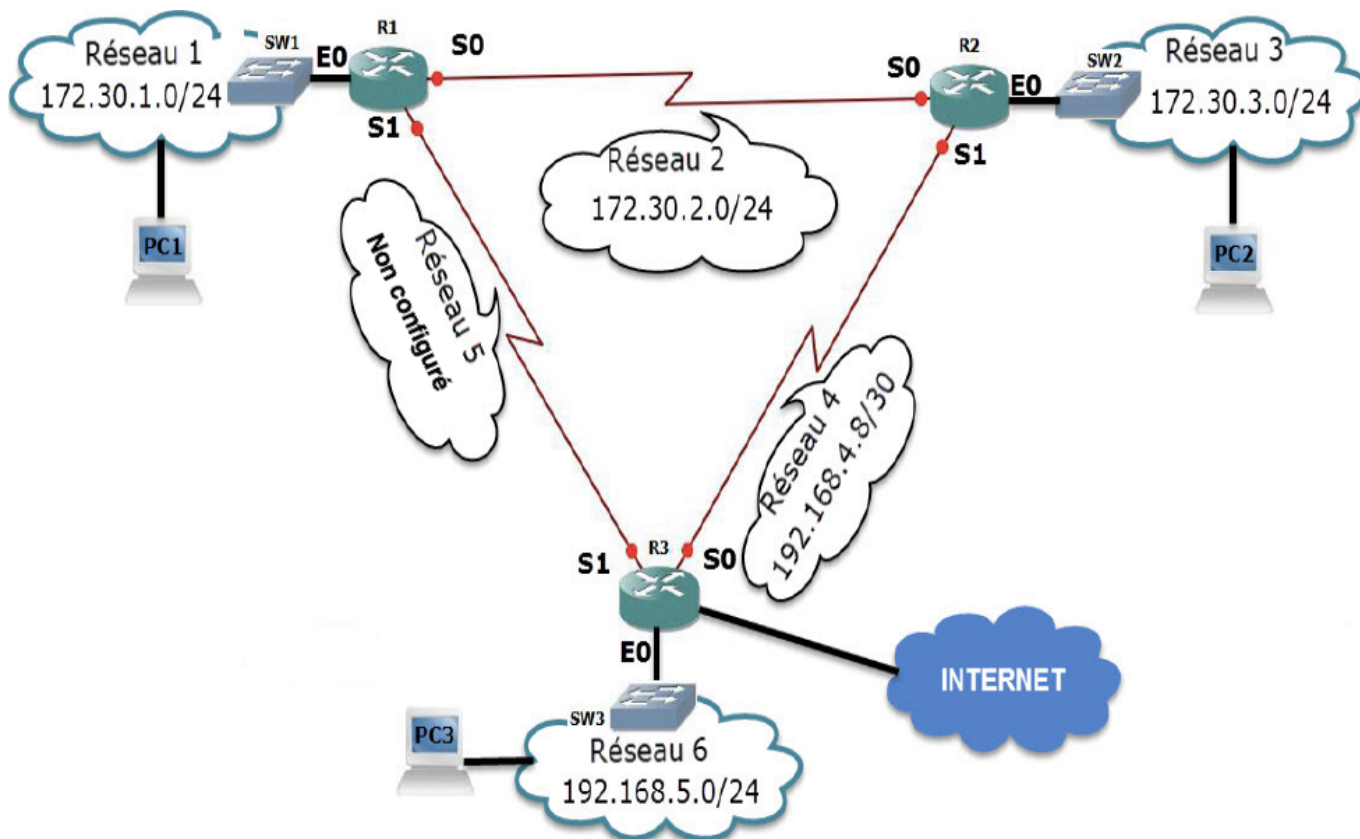 Réseau 1
172.30.1.0/24
SW1
E0
R1
S0
S1
PC1
Réseau 2
172.30.2.0/24
S0
R2
E0
S1
SW2
Réseau 3
172.30.3.0/24
PC2
Réseau 5
Non configuré
Réseau 4
192.168.4.8/30
S1
R3
S0
E0
INTERNET
SW3
PC3
Réseau 6
192.168.5.0/24